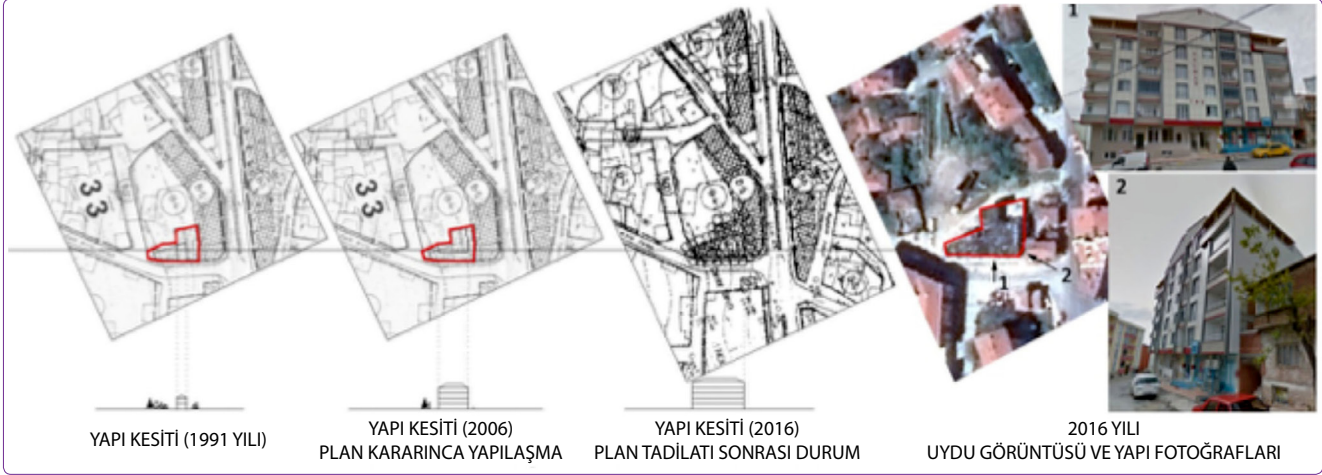 33
33
1
2
1
2
YAPI KESİTİ (1991 YILI)
YAPI KESİTİ (2006)
PLAN KARARINCA YAPILAŞMA
YAPI KESİTİ (2016)
PLAN TADİLATI SONRASI DURUM
2016 YILI
UYDU GÖRÜNTÜSÜ VE YAPI FOTOĞRAFLARI